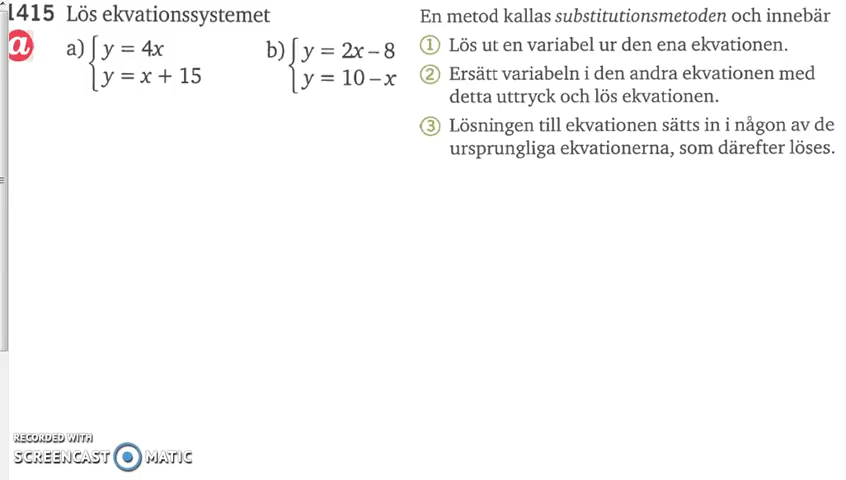 1415 Lös ekvationssystemet
a
a) y = 4x
y = x + 15
b) y = 2x – 8
y = 10 – x
En metod kallas substitutionsmetoden och innebär
1 Lös ut en variabel ur den ena ekvationen.
2 Ersätt variabeln i den andra ekvationen med
detta uttryck och lös ekvationen.
3 Lösningen till ekvationen sätts in i någon av de
ursprungliga ekvationerna, som därefter löses.
RECORDED WITH
SCREENCAST MATIC